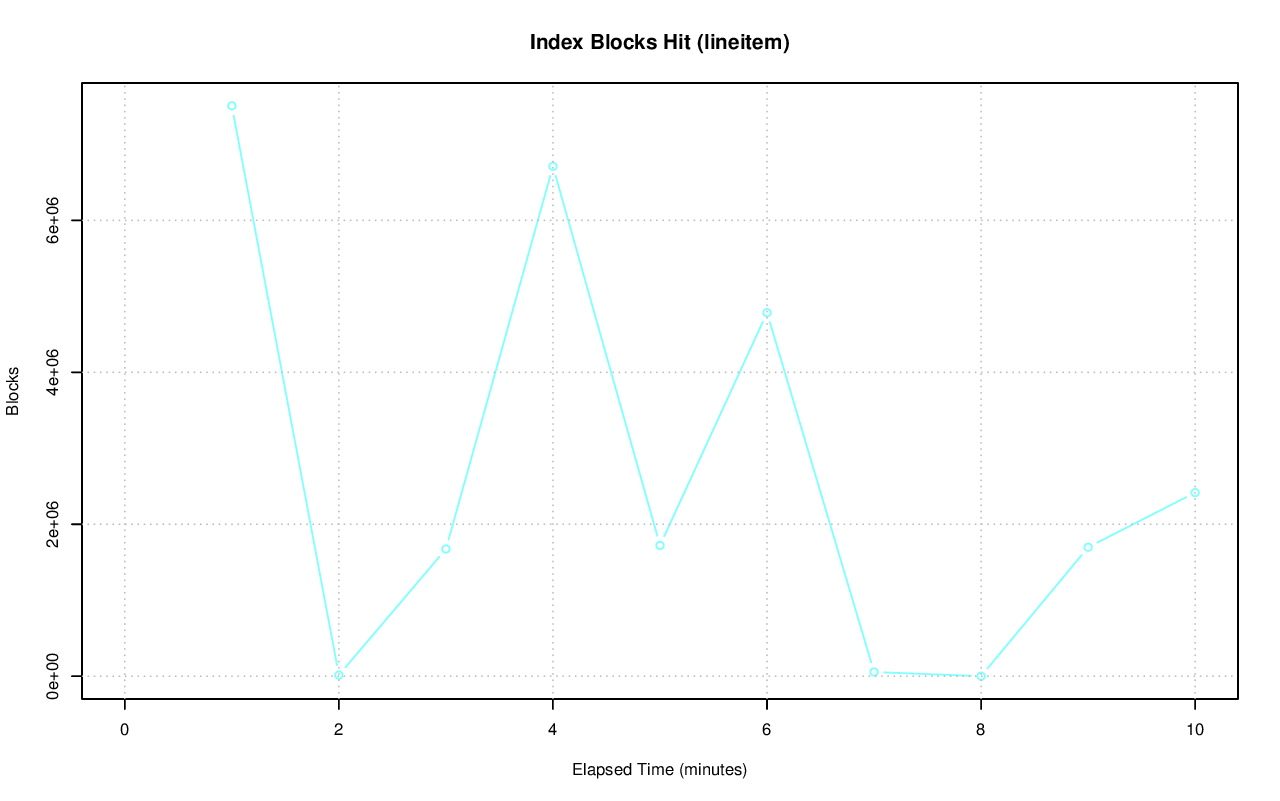 Index Blocks Hit (lineitem)
Blocks
6e+06
4e+06
2e+06
0e+00
0 2 4 6 8 10
Elapsed Time (minutes)